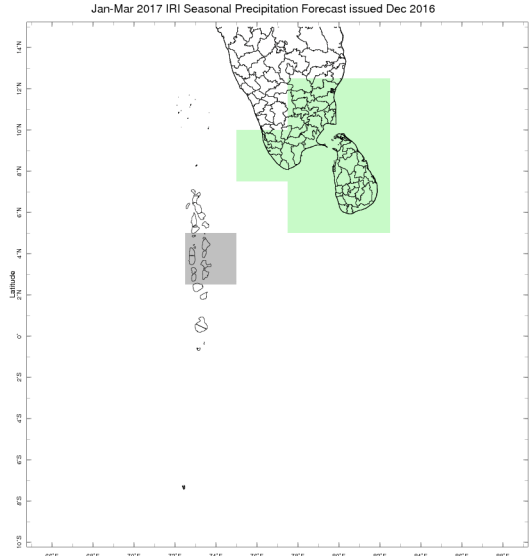 Jan-Mar 2017 IRI Seasonal Precipitation Forecast issued Dec 2016
14°N
12°N
10°N
8°N
6°N
4°N
2°N
0°
2°S
4°S
6°S
8°S
10°S
Latitude